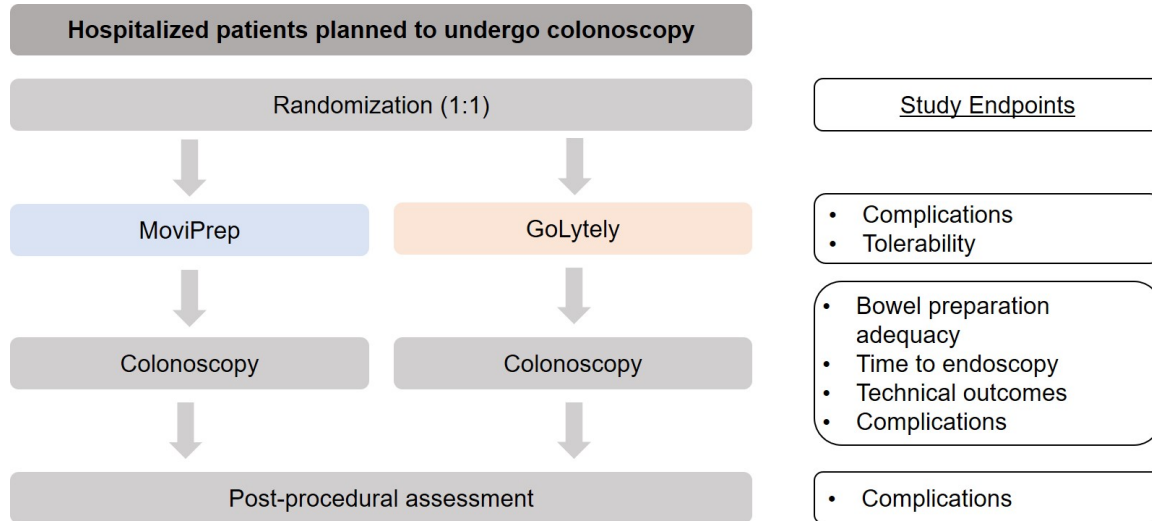 Hospitalized patients planned to undergo colonoscopy
Randomization (1:1)
Study Endpoints
MoviPrep
GoLytely
• Complications
• Tolerability
Colonoscopy
Colonoscopy
• Bowel preparation
adequacy
• Time to endoscopy
• Technical outcomes
• Complications
Post-procedural assessment
• Complications